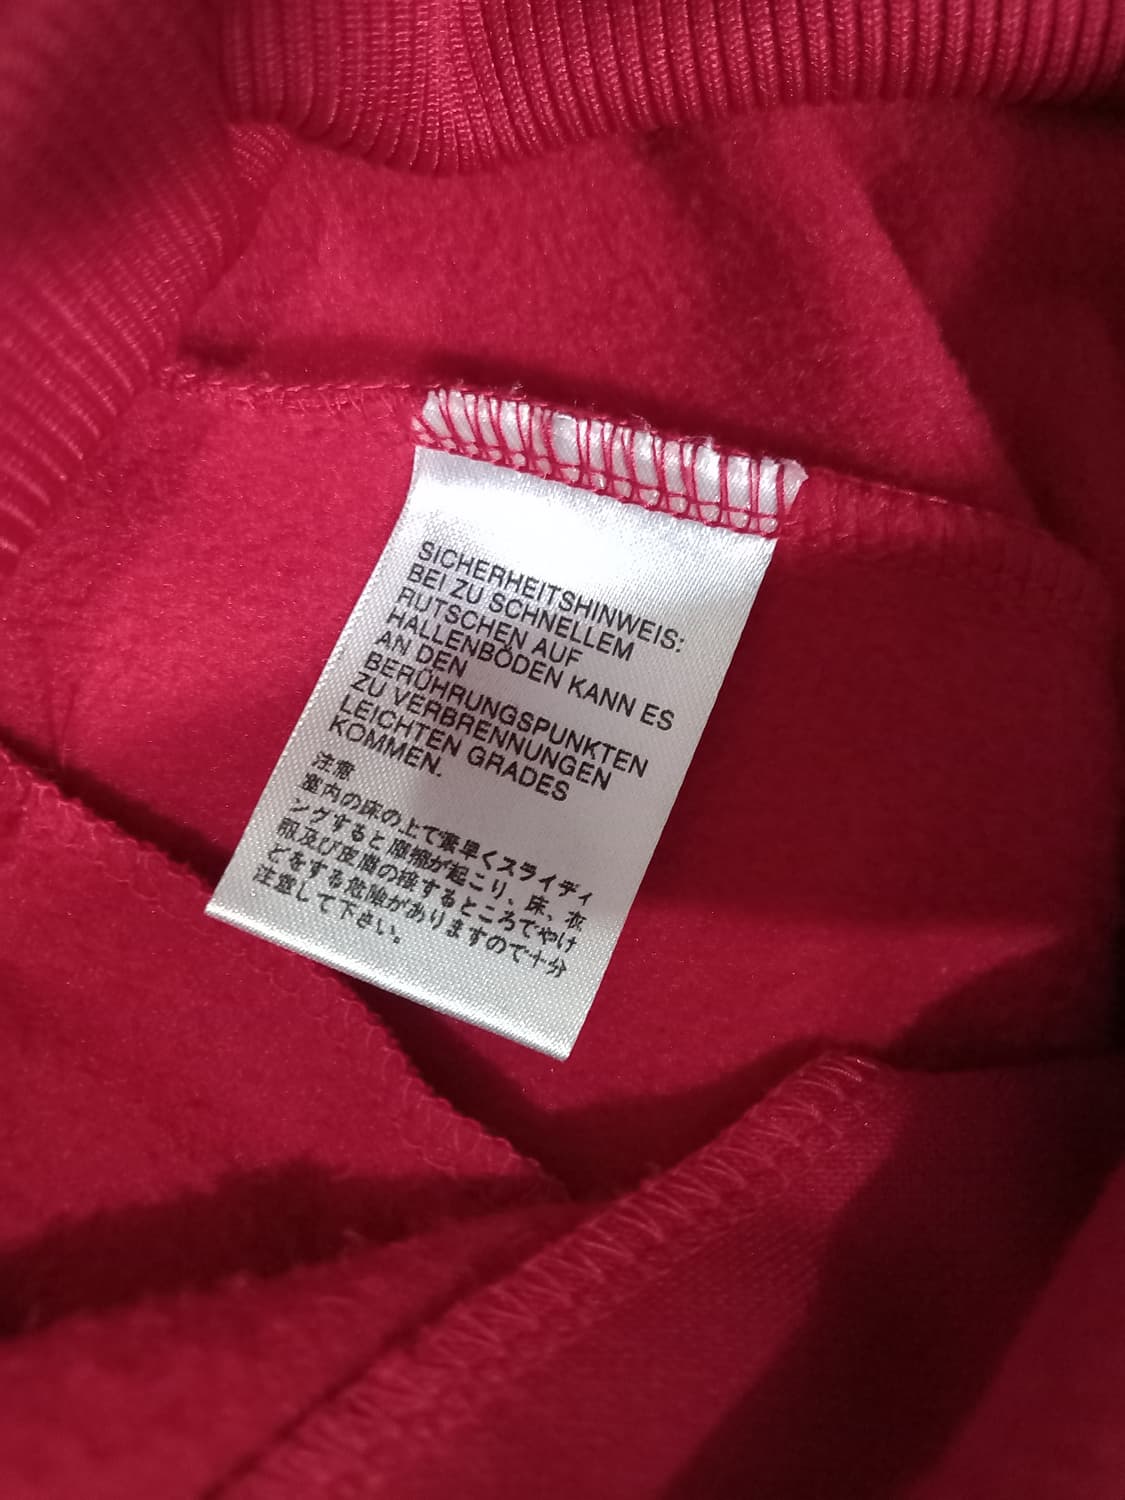 SICHERHEITSHINWEIS:
BEI ZU SCHNELLEM
RUTSCHEN AUF
HALLENBÖDEN KANN ES
AN DEN
BERÜHRUNGSPUNKTEN
ZU VERBRENNUNGEN
LEICHTEN GRADES
KOMMEN.
注意
室内の床の上で素早くスライディ
ングすると摩擦が起こり、床、衣
服及び皮膚の接するところでやけ
どをする危険がありますので十分
注意して下さい。